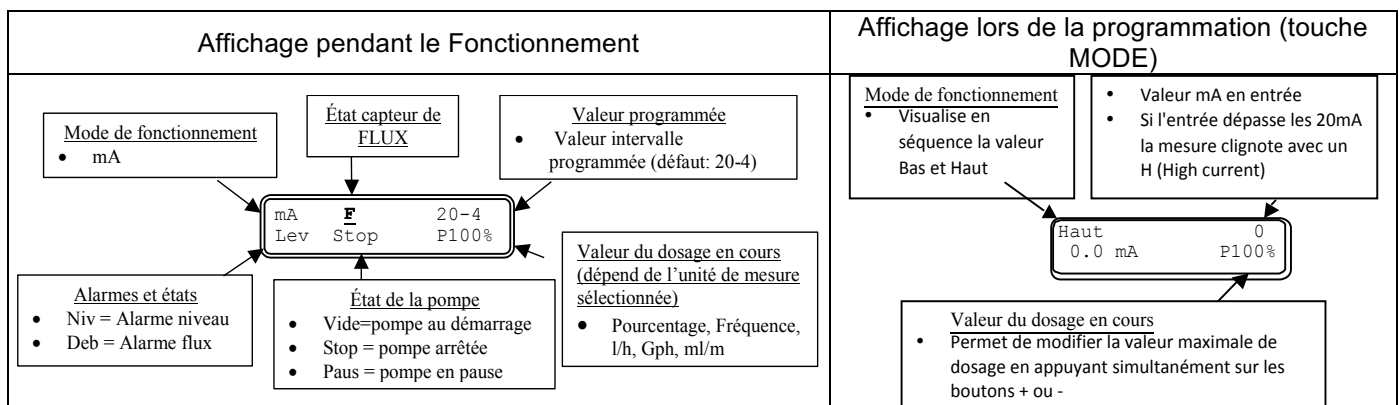 Affichage pendant le Fonctionnement
Affichage lors de la programmation (touche
MODE)
Mode de fonctionnement
• mA
État capteur de
FLUX
Valeur programmée
• Valeur intervalle
programmée (défaut: 20-4)
mA F 20-4
Lev Stop P100%
Alarmes et états
• Niv = Alarme niveau
• Deb = Alarme flux
État de la pompe
• Vide=pompe au démarrage
• Stop = pompe arrêtée
• Paus = pompe en pause
Valeur du dosage en cours
(dépend de l’unité de mesure
sélectionnée)
• Pourcentage, Fréquence,
l/h, Gph, ml/m
Mode de fonctionnement
• Visualise en
séquence la valeur
Bas et Haut
• Valeur mA en entrée
• Si l'entrée dépasse les 20mA
la mesure clignote avec un
H (High current)
Haut 0
0.0 mA P100%
Valeur du dosage en cours
• Permet de modifier la valeur maximale de
dosage en appuyant simultanément sur les
boutons + ou -